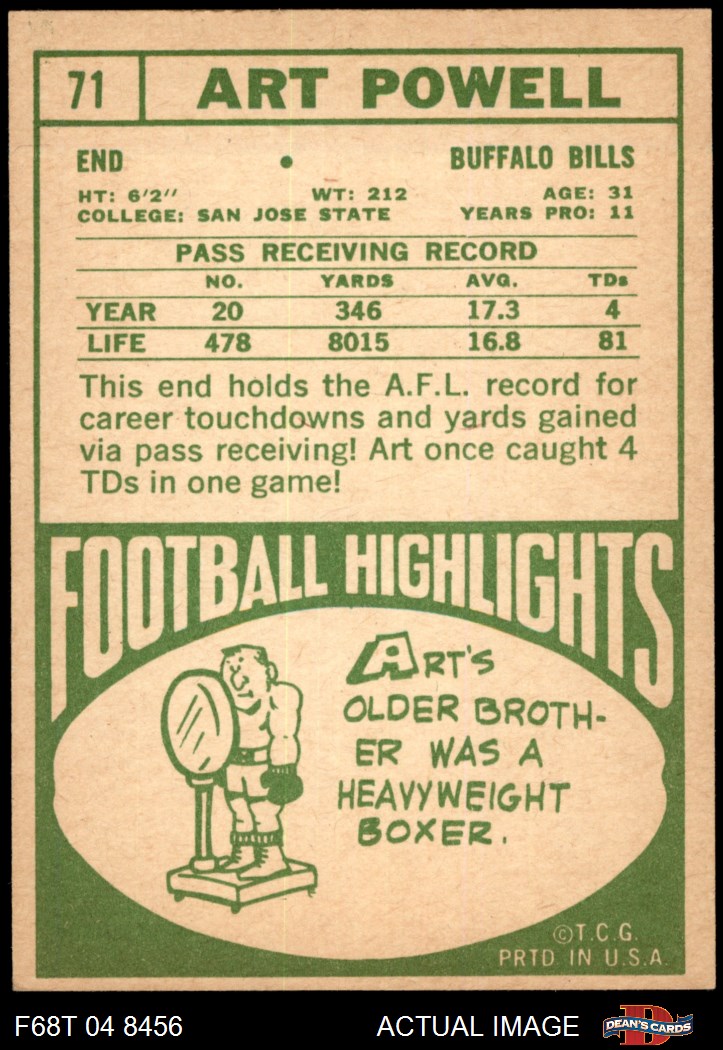 71 ART POWELL
END • BUFFALO BILLS
HT: 6'2" WT: 212 AGE: 31
COLLEGE: SAN JOSE STATE YEARS PRO: 11
PASS RECEIVING RECORD
NO. YARDS AVG. TDs
YEAR 20 346 17.3 4
LIFE 478 8015 16.8 81
This end holds the A.F.L. record for
career touchdowns and yards gained
via pass receiving! Art once caught 4
TDs in one game!
FOOTBALL HIGHLIGHTS
ART'S
OLDER BROTH-
ER WAS A
HEAVYWEIGHT
BOXER.
©T.C.G.
PRTD IN U.S.A.
F68T 04 8456 ACTUAL IMAGE D DEAN'S CARDS